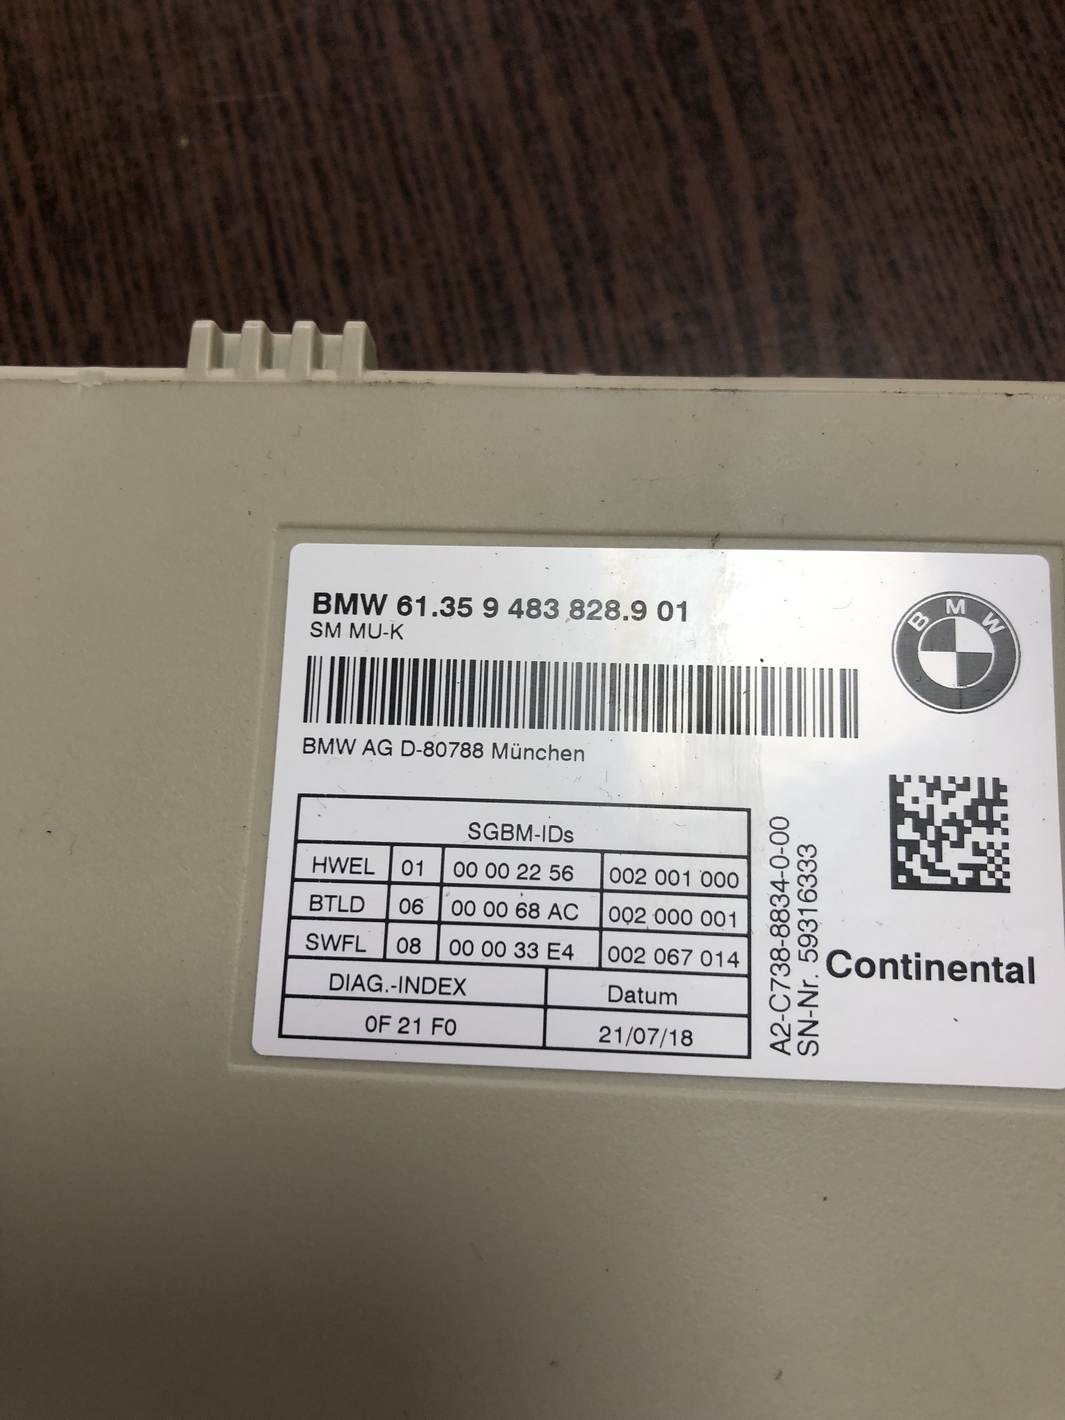 BMW 61.35 9 483 828.9 01
SM MU-K
BMW
BMW AG D-80788 München
SGBM-IDs
HWEL 01 00 00 22 56 002 001 000
BTLD 06 00 00 68 AC 002 000 001
SWFL 08 00 00 33 E4 002 067 014
DIAG.-INDEX Datum
0F 21 F0 21/07/18
A2-C738-8834-0-00
SN-Nr. 59316333
Continental